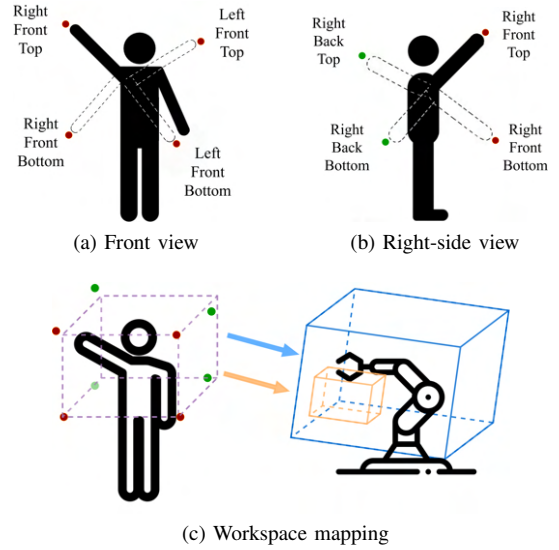 Right
Front
Top
Left
Front
Top
Right
Front
Bottom
Left
Front
Bottom
(a) Front view
Right
Back
Top
Right
Front
Top
Right
Back
Bottom
Right
Front
Bottom
(b) Right-side view
(c) Workspace mapping